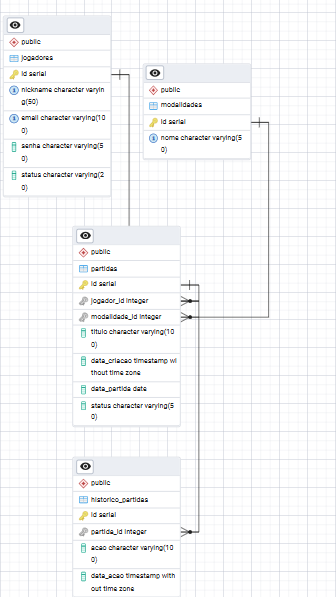 public
jogadores
id serial
nickname character varyin
g(50)
email character varying(10
0)
senha character varying(5
0)
status character varying(2
0)
public
modalidades
id serial
nome character varying(5
0)
public
partidas
id serial
jogador_id integer
modalidade_id integer
titulo character varying(10
0)
data_criacao timestamp wi
thout time zone
data_partida date
status character varying(5
0)
public
historico_partidas
id serial
partida_id integer
acao character varying(10
0)
data_acao timestamp with
out time zone